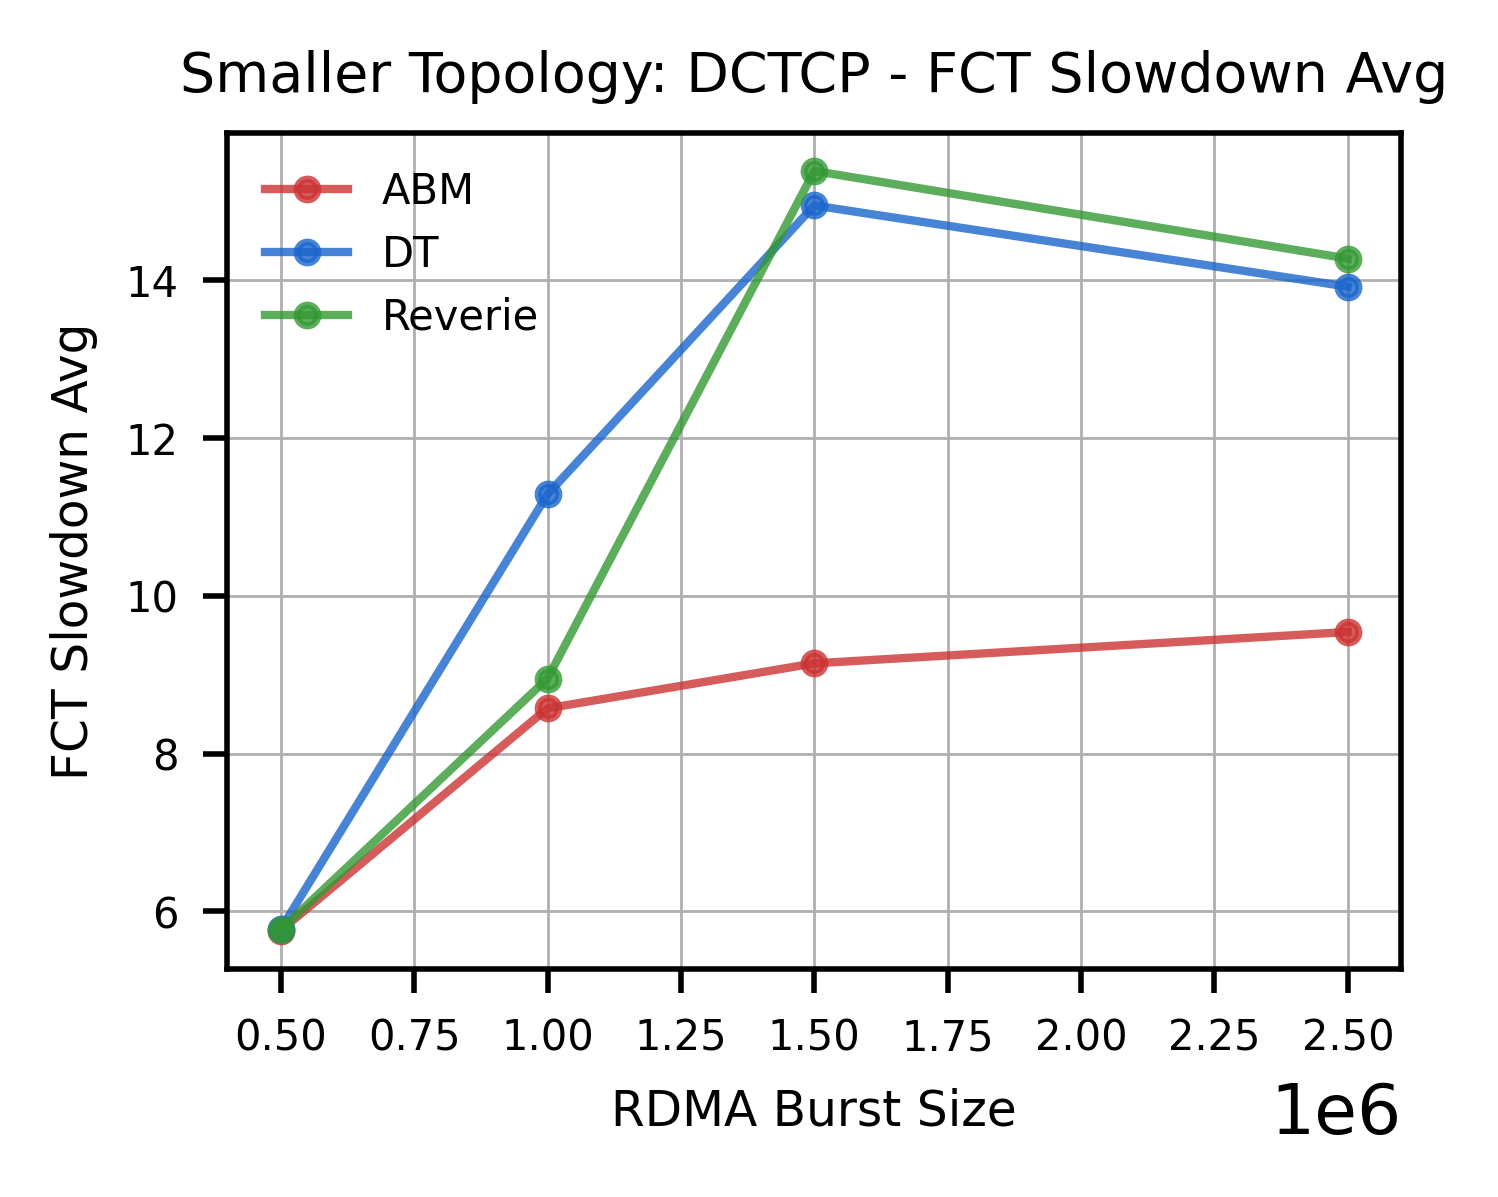 Smaller Topology: DCTCP - FCT Slowdown Avg
ABM
DT
Reverie
FCT Slowdown Avg
14
12
10
8
6
0.50 0.75 1.00 1.25 1.50 1.75 2.00 2.25 2.50
RDMA Burst Size
1e6